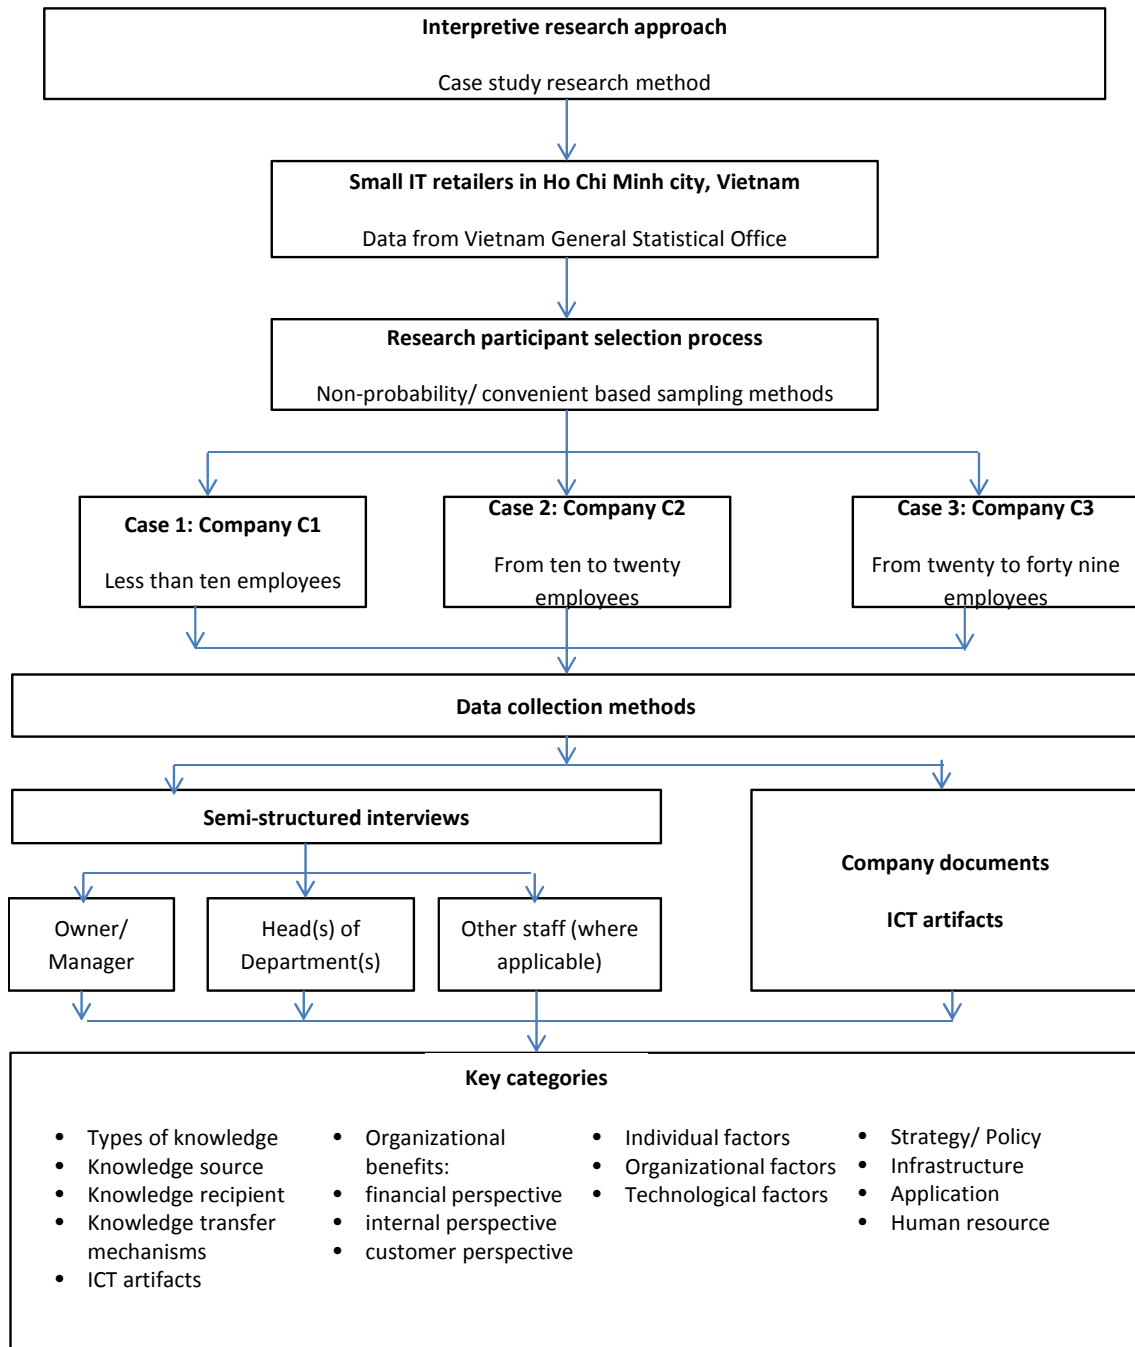 Interpretive research approach
Case study research method
Small IT retailers in Ho Chi Minh city, Vietnam
Data from Vietnam General Statistical Office
Research participant selection process
Non-probability/ convenient based sampling methods
Case 1: Company C1
Less than ten employees
Case 2: Company C2
From ten to twenty
employees
Case 3: Company C3
From twenty to forty nine
employees
Data collection methods
Semi-structured interviews
Company documents
ICT artifacts
Owner/
Manager
Head(s) of
Department(s)
Other staff (where
applicable)
Key categories
• Types of knowledge
• Knowledge source
• Knowledge recipient
• Knowledge transfer
mechanisms
• ICT artifacts
• Organizational
benefits:
• financial perspective
• internal perspective
• customer perspective
• Individual factors
• Organizational factors
• Technological factors
• Strategy/ Policy
• Infrastructure
• Application
• Human resource